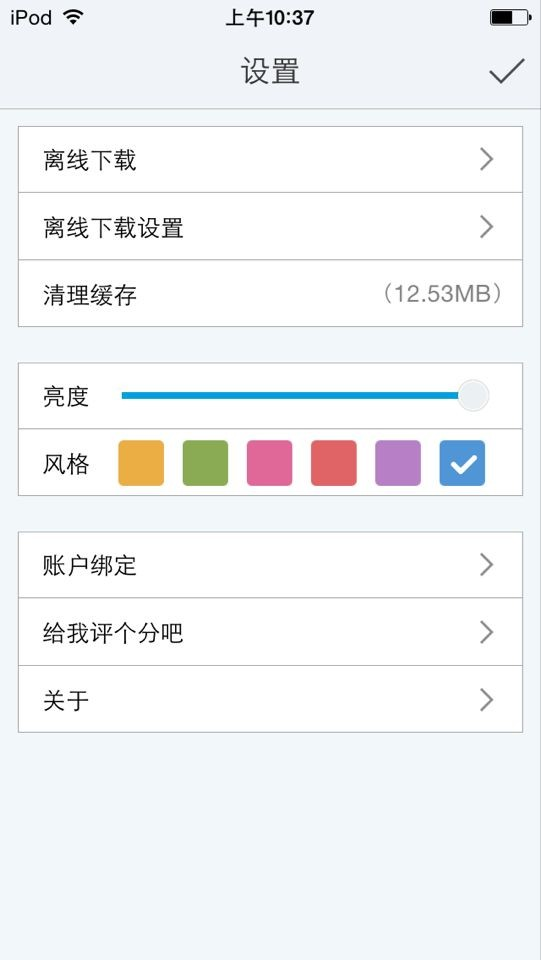 iPod 上午10:37
设置
离线下载
离线下载设置
清理缓存 （12.53MB）
亮度
风格
账户绑定
给我评个分吧
关于